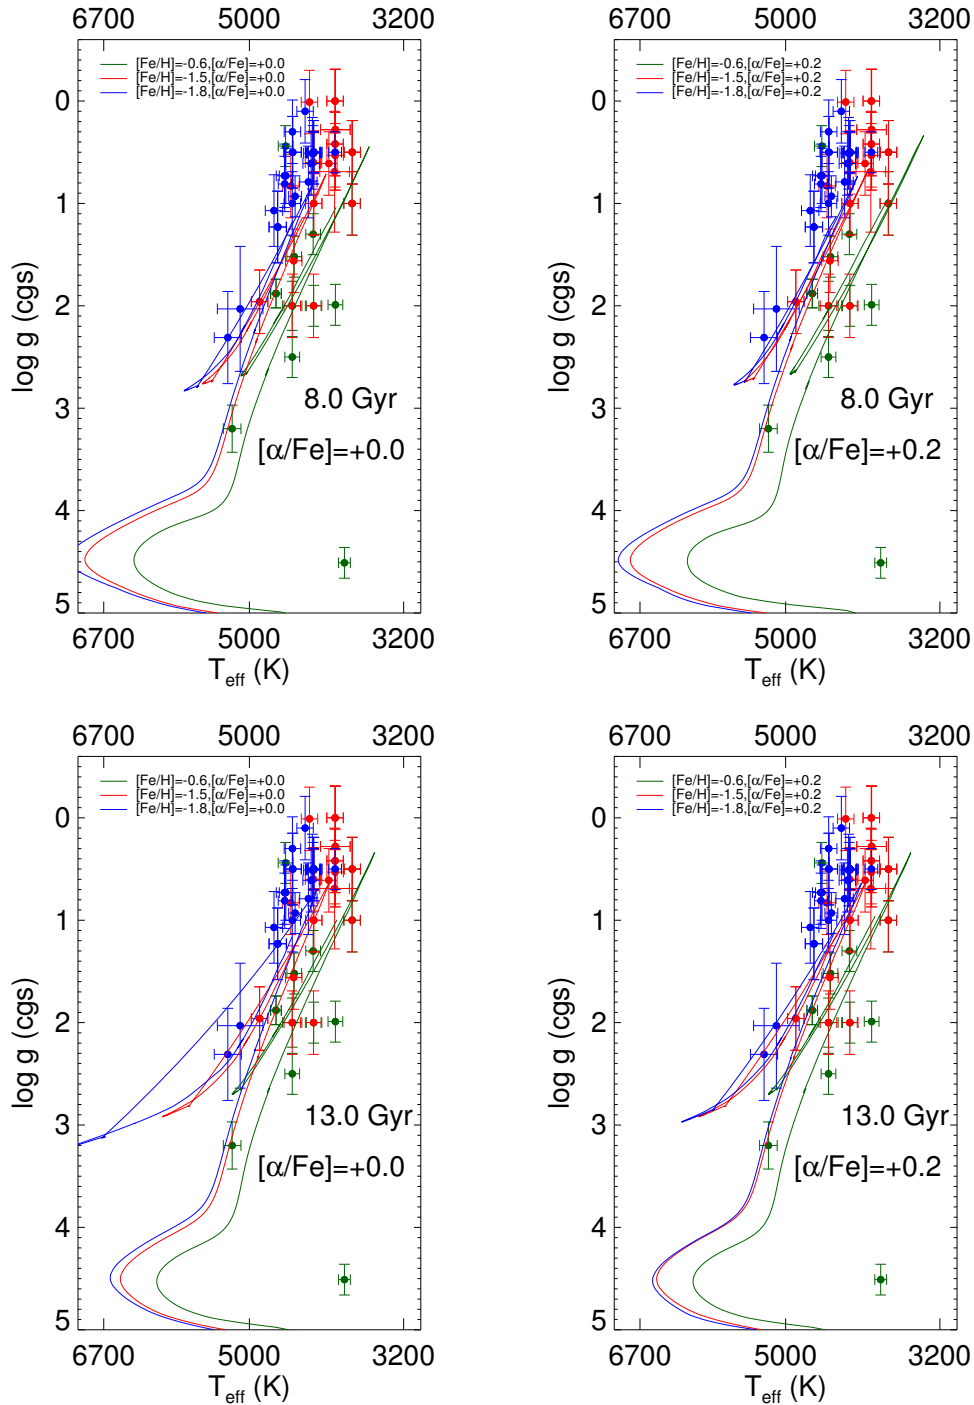 6700 5000 3200
[Fe/H]=-0.6,[α/Fe]=+0.0
[Fe/H]=-1.5,[α/Fe]=+0.0
[Fe/H]=-1.8,[α/Fe]=+0.0
0
1
2
3
4
5
log g (cgs)
8.0 Gyr
[α/Fe]=+0.0
6700 5000 3200
T_eff (K)
6700 5000 3200
[Fe/H]=-0.6,[α/Fe]=+0.2
[Fe/H]=-1.5,[α/Fe]=+0.2
[Fe/H]=-1.8,[α/Fe]=+0.2
0
1
2
3
4
5
log g (cgs)
8.0 Gyr
[α/Fe]=+0.2
6700 5000 3200
T_eff (K)
6700 5000 3200
[Fe/H]=-0.6,[α/Fe]=+0.0
[Fe/H]=-1.5,[α/Fe]=+0.0
[Fe/H]=-1.8,[α/Fe]=+0.0
0
1
2
3
4
5
log g (cgs)
13.0 Gyr
[α/Fe]=+0.0
6700 5000 3200
T_eff (K)
6700 5000 3200
[Fe/H]=-0.6,[α/Fe]=+0.2
[Fe/H]=-1.5,[α/Fe]=+0.2
[Fe/H]=-1.8,[α/Fe]=+0.2
0
1
2
3
4
5
log g (cgs)
13.0 Gyr
[α/Fe]=+0.2
6700 5000 3200
T_eff (K)